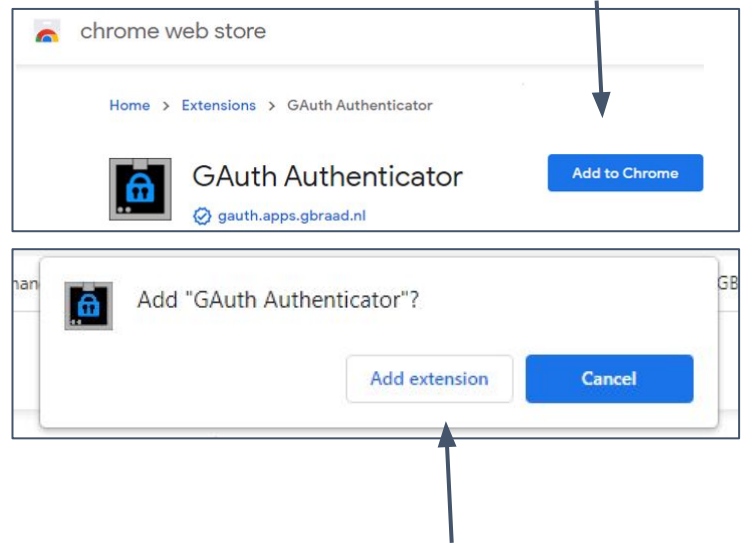 chrome web store
Home > Extensions > GAuth Authenticator
GAuth Authenticator
Add to Chrome
gauth.apps.gbraad.nl
Add "GAuth Authenticator"?
Add extension
Cancel